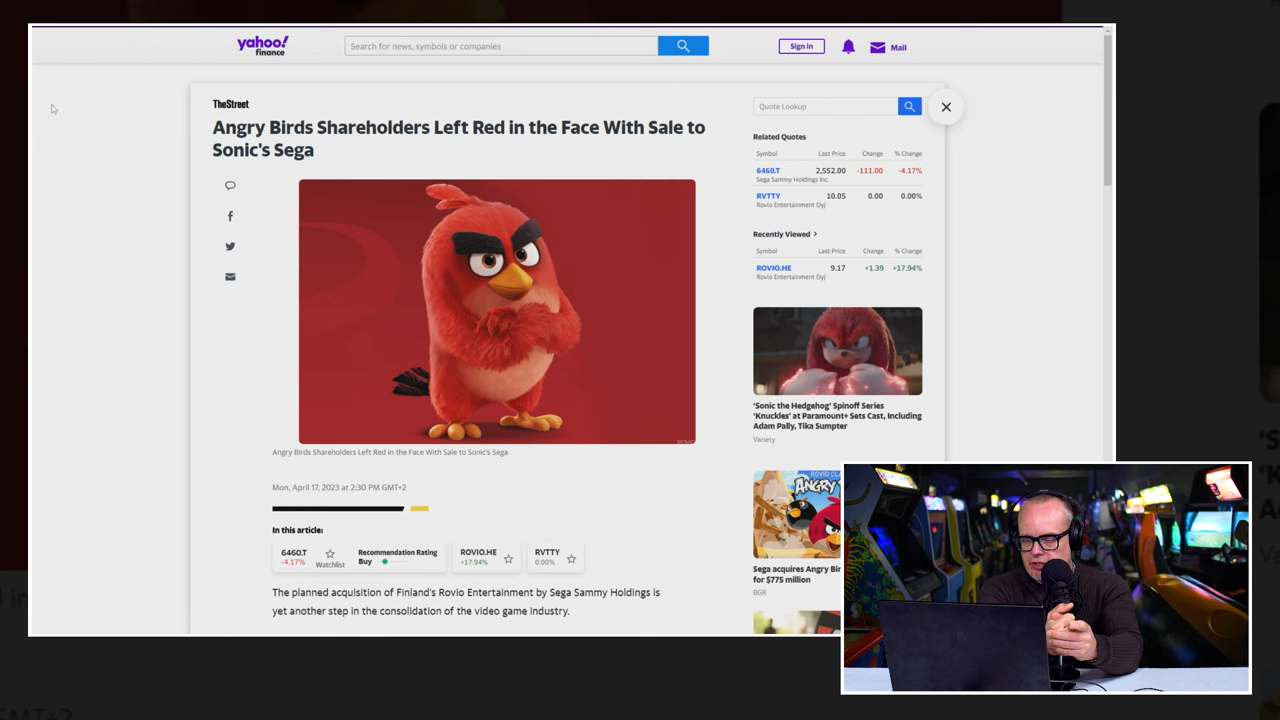 yahoo!
finance
Search for news, symbols or companies
Sign in
Mail
TheStreet
Angry Birds Shareholders Left Red in the Face With Sale to
Sonic's Sega
Angry Birds Shareholders Left Red in the Face With Sale to Sonic's Sega
Mon, April 17, 2023 at 2:30 PM GMT+2
In this article:
6460.T
-4.17%
Watchlist
Recommendation Rating
Buy
ROVIO.HE
+17.94%
RVTTY
0.00%
The planned acquisition of Finland's Rovio Entertainment by Sega Sammy Holdings is
yet another step in the consolidation of the video game industry.
Quote Lookup
Related Quotes
Symbol Last Price Change % Change
6460.T 2,552.00 -111.00 -4.17%
Sega Sammy Holdings Inc.
RVTTY 10.05 0.00 0.00%
Rovio Entertainment Oyj
Recently Viewed >
Symbol Last Price Change % Change
ROVIO.HE 9.17 +1.39 +17.94%
Rovio Entertainment Oyj
'Sonic the Hedgehog' Spinoff Series
'Knuckles' at Paramount+ Sets Cast, Including
Adam Pally, Tika Sumpter
Variety
ANGRY
Sega acquires Angry Bir
for $775 million
BGR